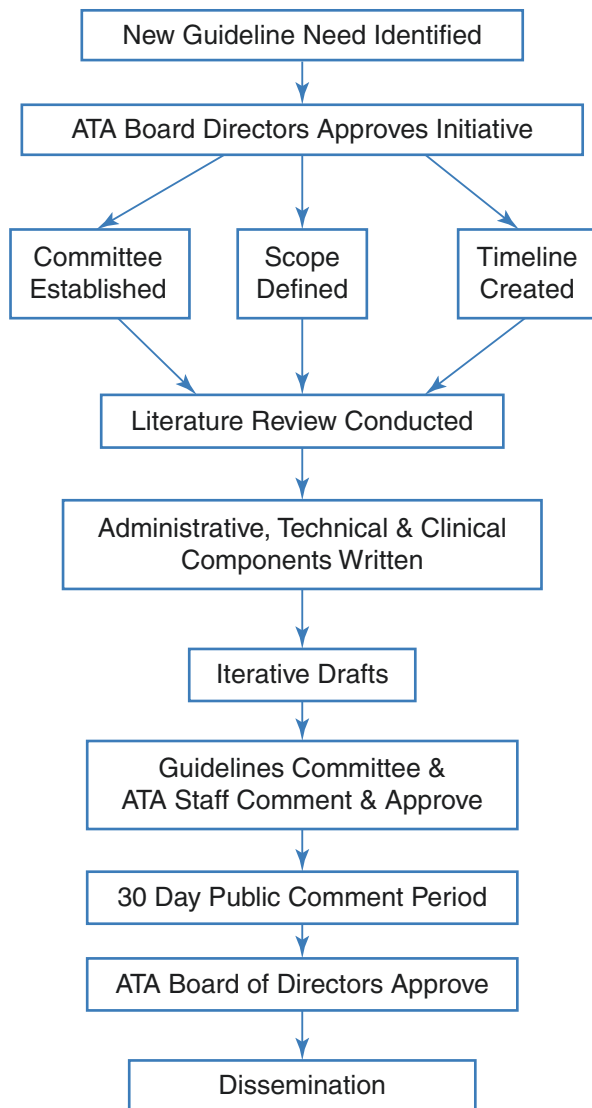 New Guideline Need Identified
ATA Board Directors Approves Initiative
Committee
Established
Scope
Defined
Timeline
Created
Literature Review Conducted
Administrative, Technical & Clinical
Components Written
Iterative Drafts
Guidelines Committee &
ATA Staff Comment & Approve
30 Day Public Comment Period
ATA Board of Directors Approve
Dissemination